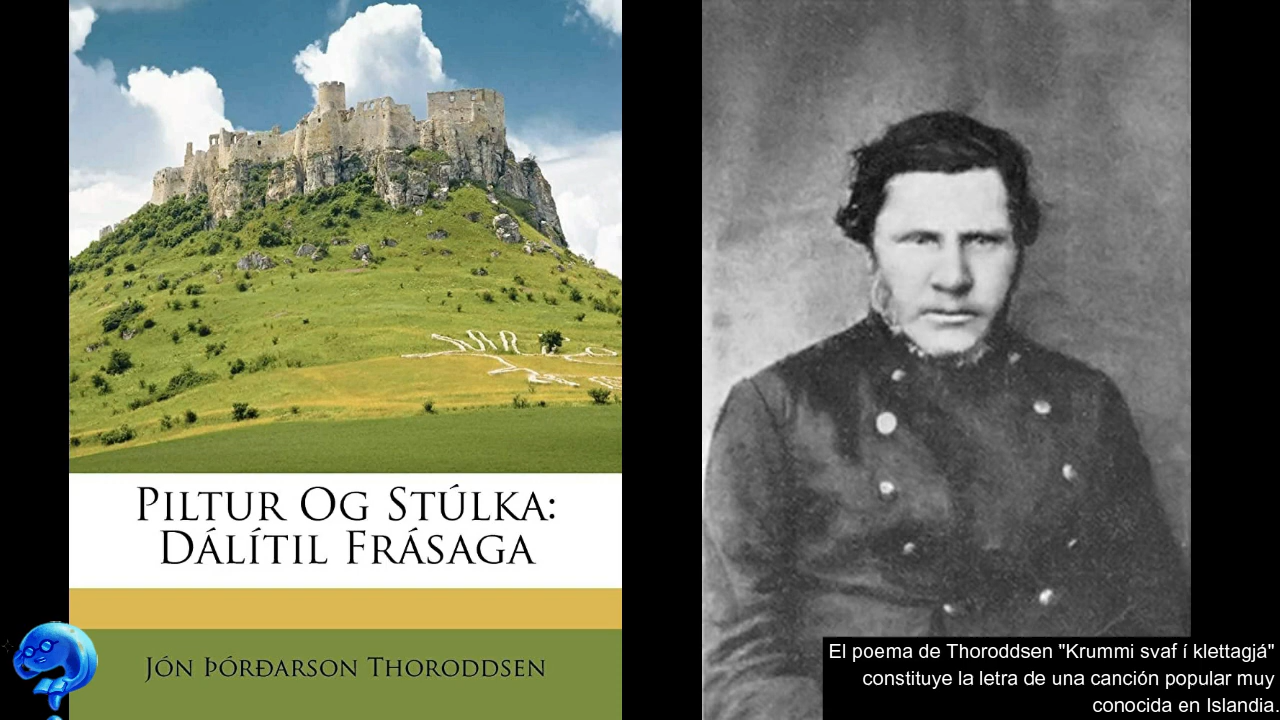 PILTUR OG STÚLKA:
DÁLÍTIL FRÁSAGA
JÓN ÞÓRÐARSON THORODDSEN
El poema de Thoroddsen "Krummi svaf í klettagjá"
constituye la letra de una canción popular muy
conocida en Islandia.